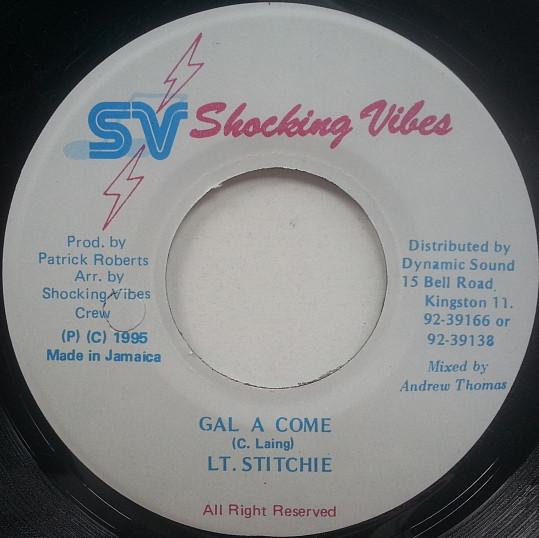 SV Shocking Vibes
Prod. by
Patrick Roberts
Arr. by
Shocking Vibes
Crew
(P) (C) 1995
Made in Jamaica
Distributed by
Dynamic Sound
15 Bell Road
Kingston 11.
92-39166 or
92-39138
Mixed by
Andrew Thomas
GAL A COME
(C. Laing)
LT. STITCHIE
All Right Reserved